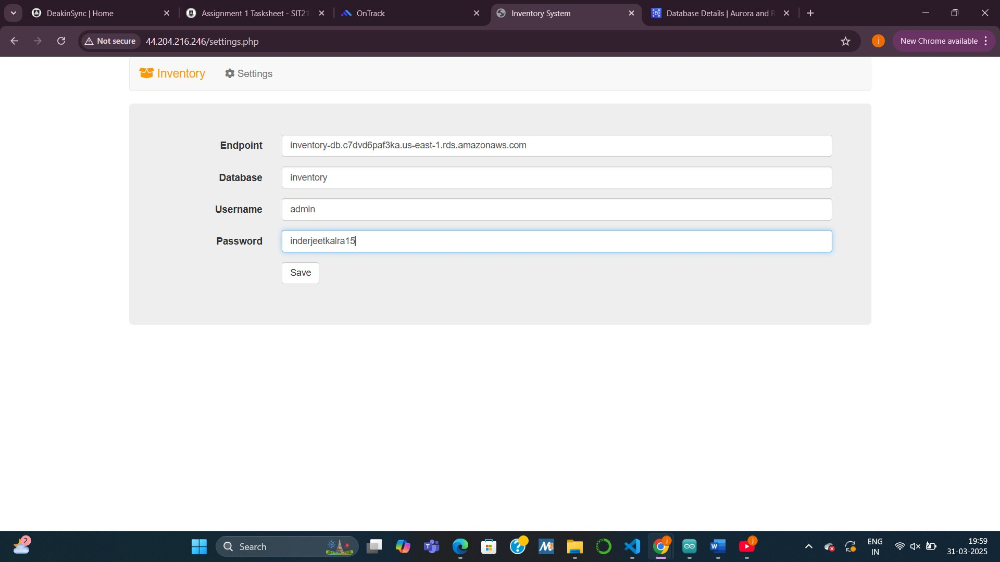 DeakinSync | Home
Assignment 1 Tasksheet - SIT21
OnTrack
Inventory System
Database Details | Aurora and R
Not secure
44.204.216.246/settings.php
j
New Chrome available
Inventory
Settings
Endpoint
inventory-db.c7dvd6paf3ka.us-east-1.rds.amazonaws.com
Database
inventory
Username
admin
Password
inderjeetkalra15
Save
2
Search
ENG
IN
19:59
31-03-2025